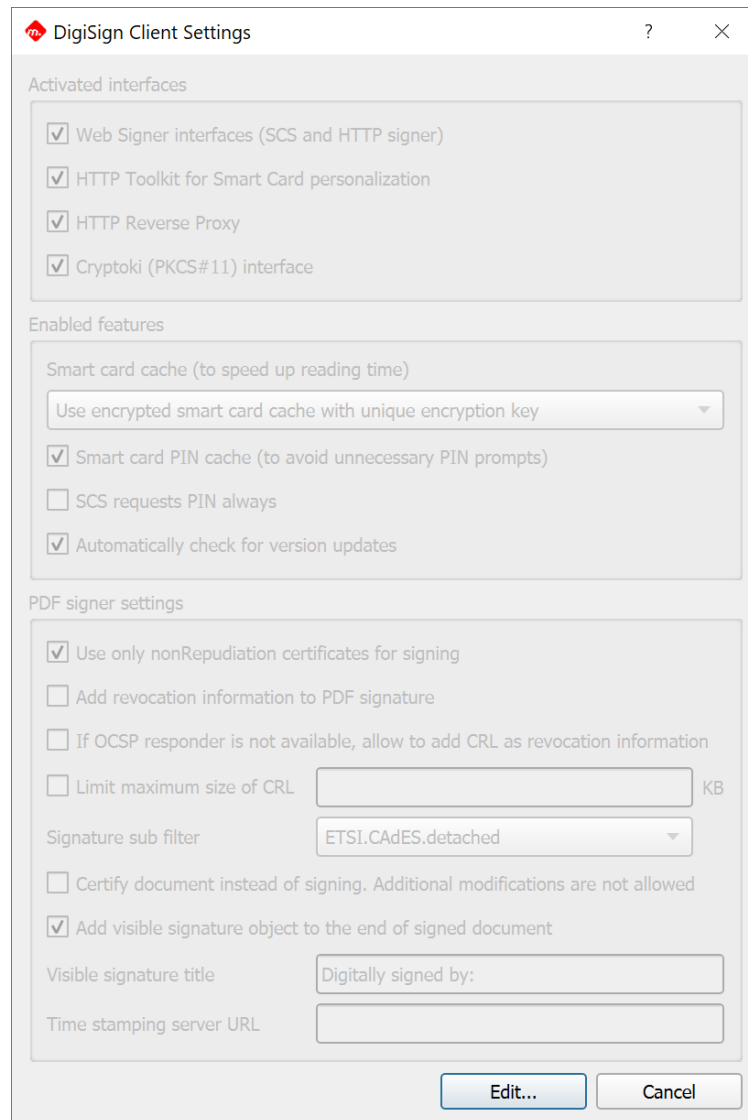 m.
DigiSign Client Settings
?
Activated interfaces
Web Signer interfaces (SCS and HTTP signer)
HTTP Toolkit for Smart Card personalization
HTTP Reverse Proxy
Cryptoki (PKCS#11) interface
Enabled features
Smart card cache (to speed up reading time)
Use encrypted smart card cache with unique encryption key
Smart card PIN cache (to avoid unnecessary PIN prompts)
SCS requests PIN always
Automatically check for version updates
PDF signer settings
Use only nonRepudiation certificates for signing
Add revocation information to PDF signature
If OCSP responder is not available, allow to add CRL as revocation information
Limit maximum size of CRL KB
Signature sub filter ETSI.CAdES.detached
Certify document instead of signing. Additional modifications are not allowed
Add visible signature object to the end of signed document
Visible signature title Digitally signed by:
Time stamping server URL
Edit... Cancel